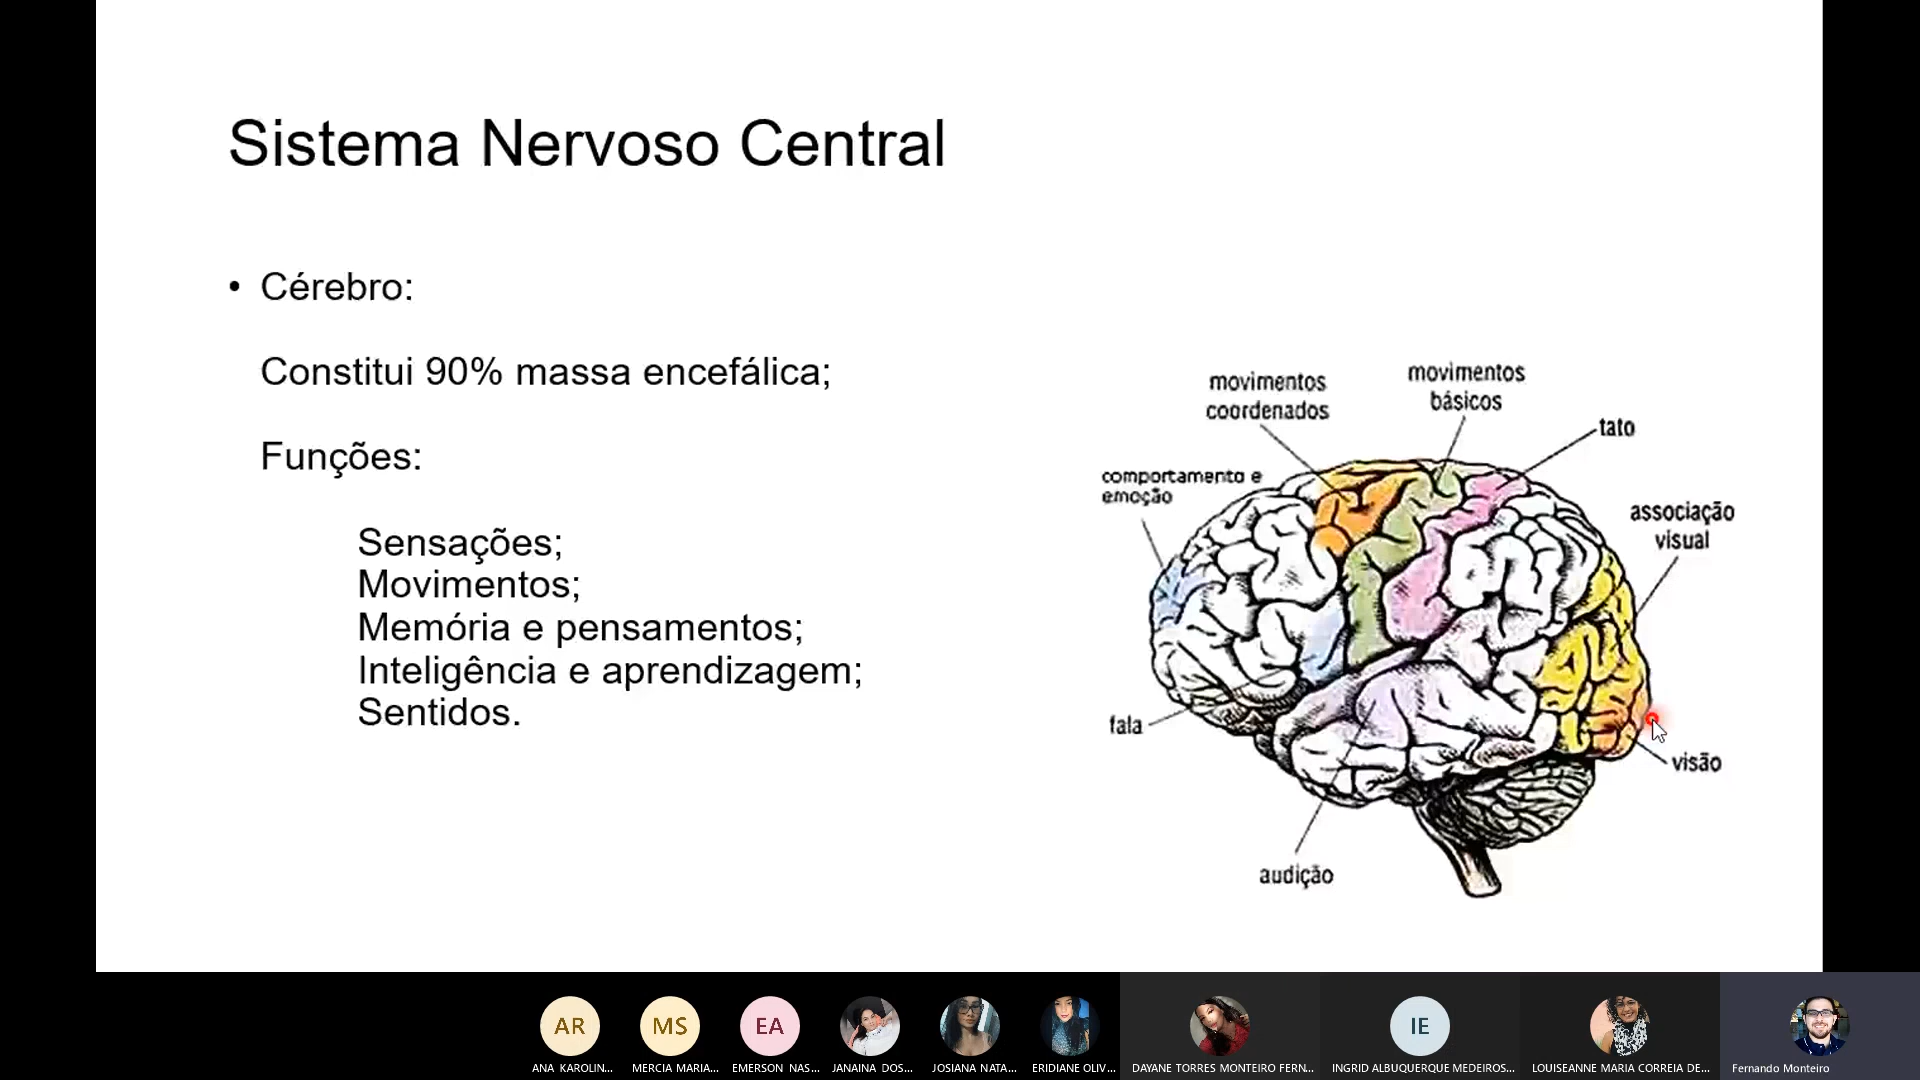 Sistema Nervoso Central
• Cérebro:
Constitui 90% massa encefálica;
Funções:
Sensações;
Movimentos;
Memória e pensamentos;
Inteligência e aprendizagem;
Sentidos.
movimentos
coordenados
movimentos
básicos
tato
comportamento e
emoção
associação
visual
fala
visão
audição
AR
MS
EA
IE
ANA KAROLIN...
MERCIA MARIA...
EMERSON NAS...
JANAINA DOS...
JOSIANA NATA...
ERIDIANE OLIV...
DAYANE TORRES MONTEIRO FERN...
INGRID ALBUQUERQUE MEDEIROS...
LOUISEANNE MARIA CORREIA DE...
Fernando Monteiro